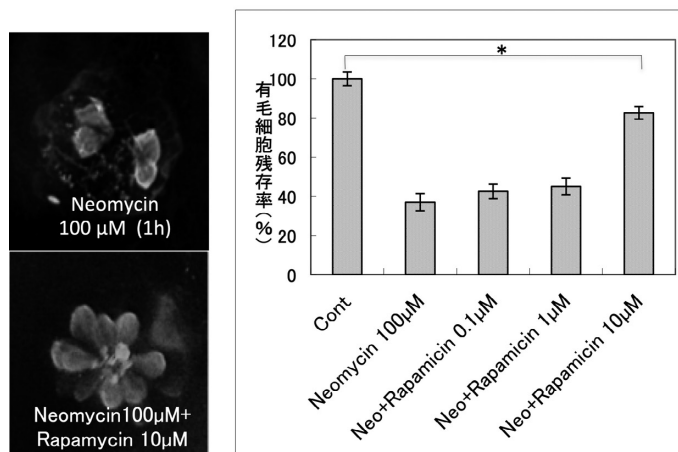 Neomycin
100 μM (1h)
Neomycin100μM+
Rapamycin 10μM
有毛細胞残存率(%)
120
100
80
60
40
20
0
*
Cont
Neomycin 100μM
Neo+Rapamicin 0.1μM
Neo+Rapamicin 1μM
Neo+Rapamicin 10μM